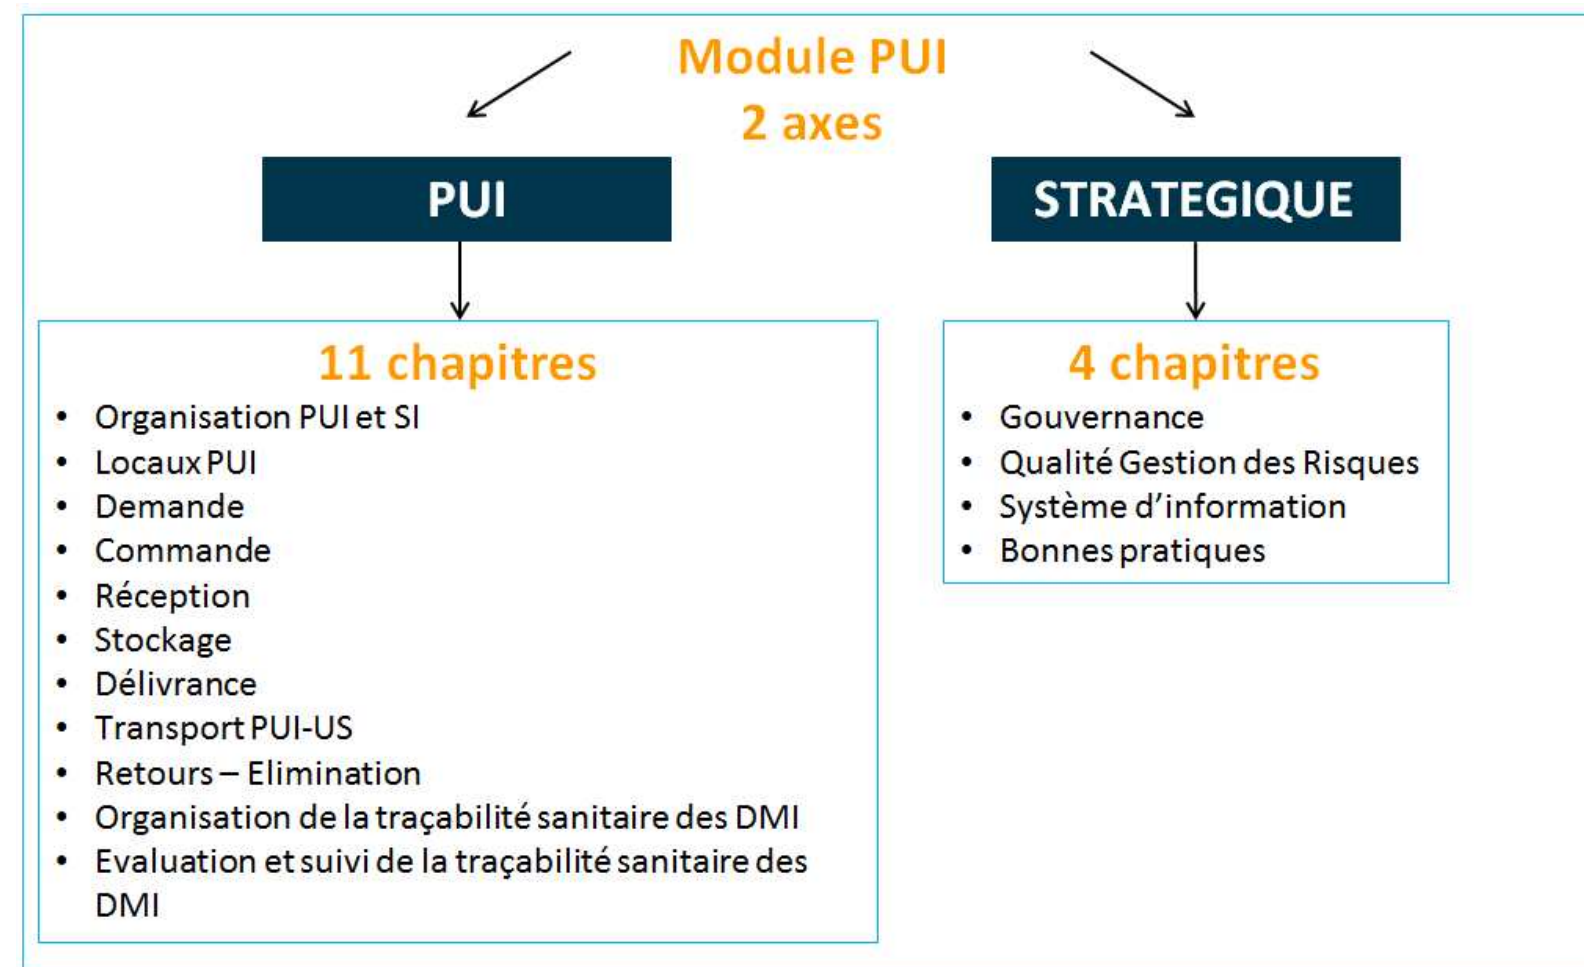 Module PUI
2 axes
PUI
STRATEGIQUE
11 chapitres
• Organisation PUI et SI
• Locaux PUI
• Demande
• Commande
• Réception
• Stockage
• Délivrance
• Transport PUI-US
• Retours – Elimination
• Organisation de la traçabilité sanitaire des DMI
• Evaluation et suivi de la traçabilité sanitaire des
DMI
4 chapitres
• Gouvernance
• Qualité Gestion des Risques
• Système d’information
• Bonnes pratiques